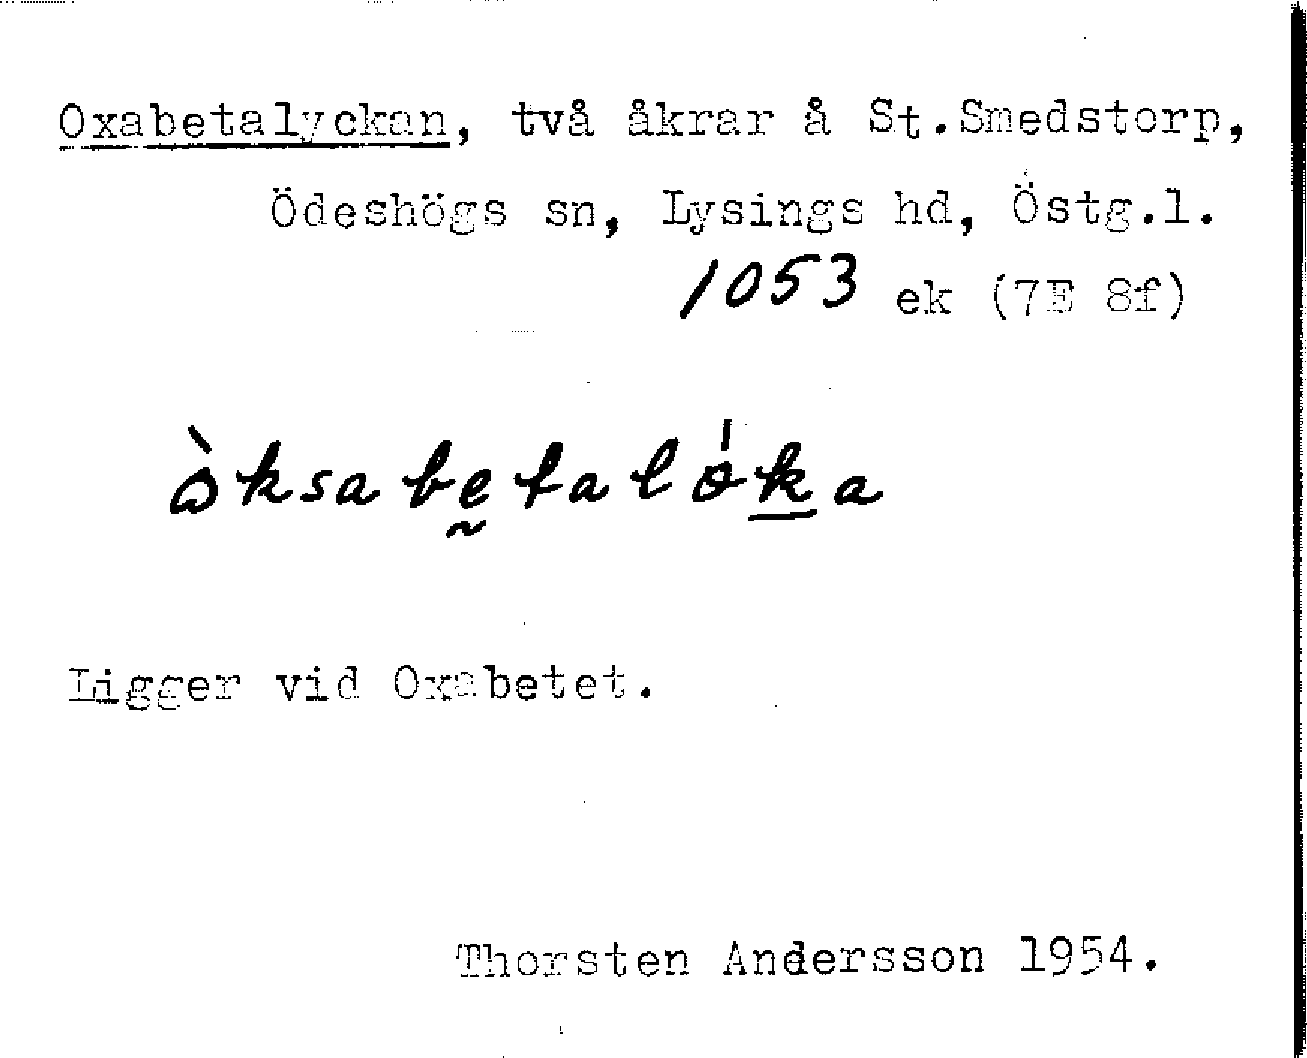 Oxabetalyckan, två åkrar å St.Smedstorp,
Ödeshögs sn, Lysings hd, Östg.l.
1053 ek (7E 8f)
òksabḛtalɵ́k̲a
Ligger vid Oxabetet.
Thorsten Andersson 1954.